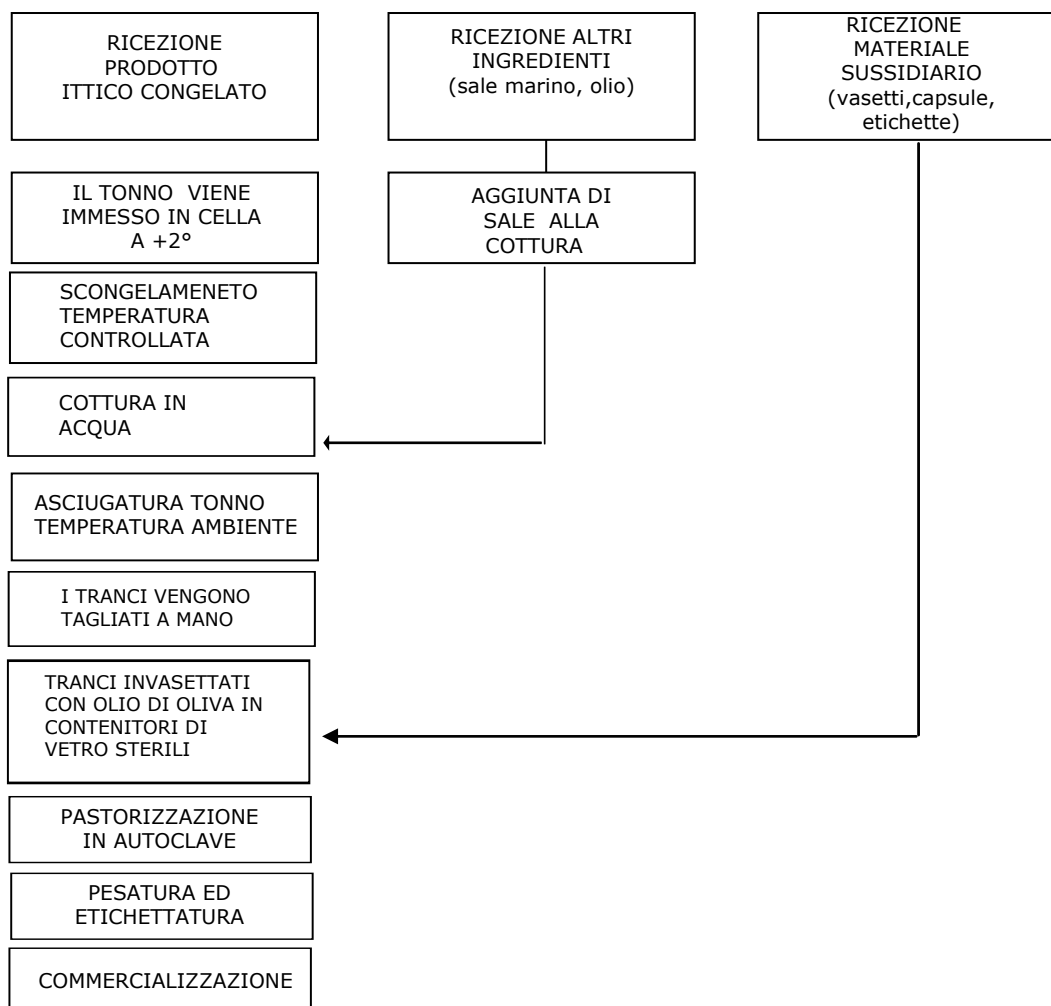 RICEZIONE
PRODOTTO
ITTICO CONGELATO
RICEZIONE ALTRI
INGREDIENTI
(sale marino, olio)
RICEZIONE
MATERIALE
SUSSIDIARIO
(vasetti,capsule,
etichette)
IL TONNO VIENE
IMMESSO IN CELLA
A +2°
AGGIUNTA DI
SALE ALLA
COTTURA
SCONGELAMENETO
TEMPERATURA
CONTROLLATA
COTTURA IN
ACQUA
ASCIUGATURA TONNO
TEMPERATURA AMBIENTE
I TRANCI VENGONO
TAGLIATI A MANO
TRANCI INVASETTATI
CON OLIO DI OLIVA IN
CONTENITORI DI
VETRO STERILI
PASTORIZZAZIONE
IN AUTOCLAVE
PESATURA ED
ETICHETTATURA
COMMERCIALIZZAZIONE